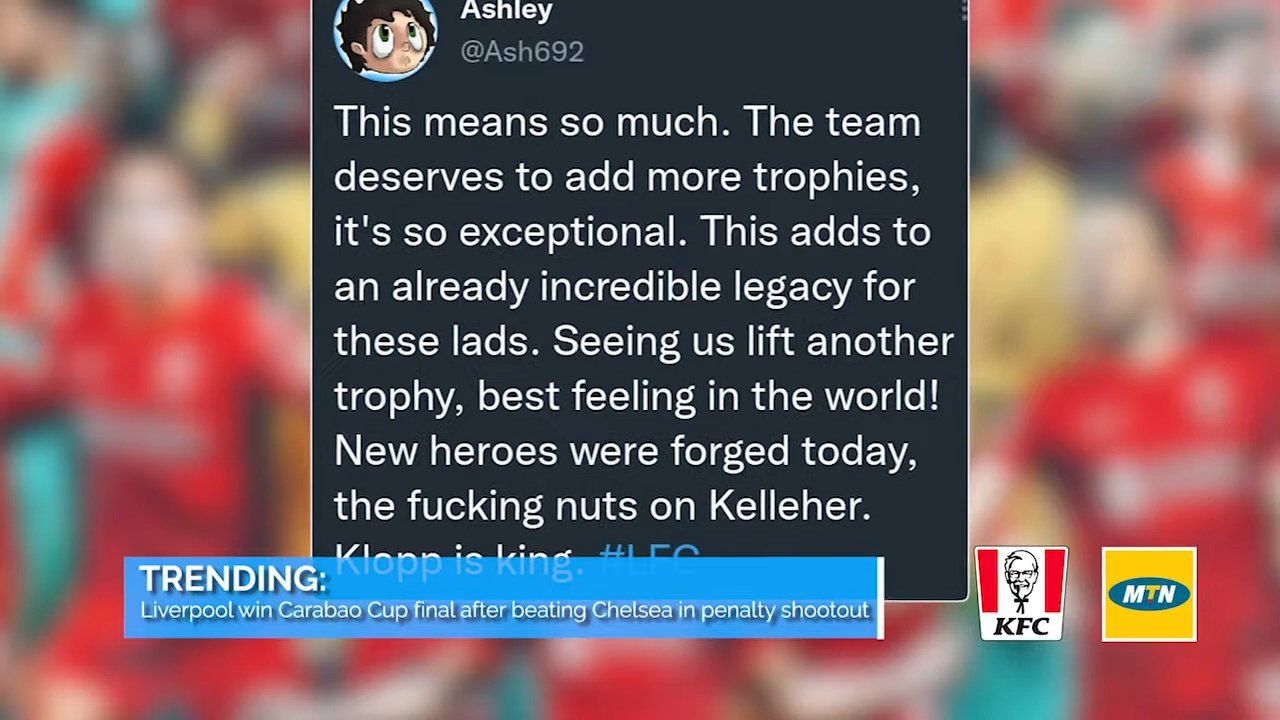 Ashley
@Ash692
This means so much. The team
deserves to add more trophies,
it's so exceptional. This adds to
an already incredible legacy for
these lads. Seeing us lift another
trophy, best feeling in the world!
New heroes were forged today,
the fucking nuts on Kelleher.
Klopp is king. #LFC
TRENDING:
Liverpool win Carabao Cup final after beating Chelsea in penalty shootout
KFC
MTN